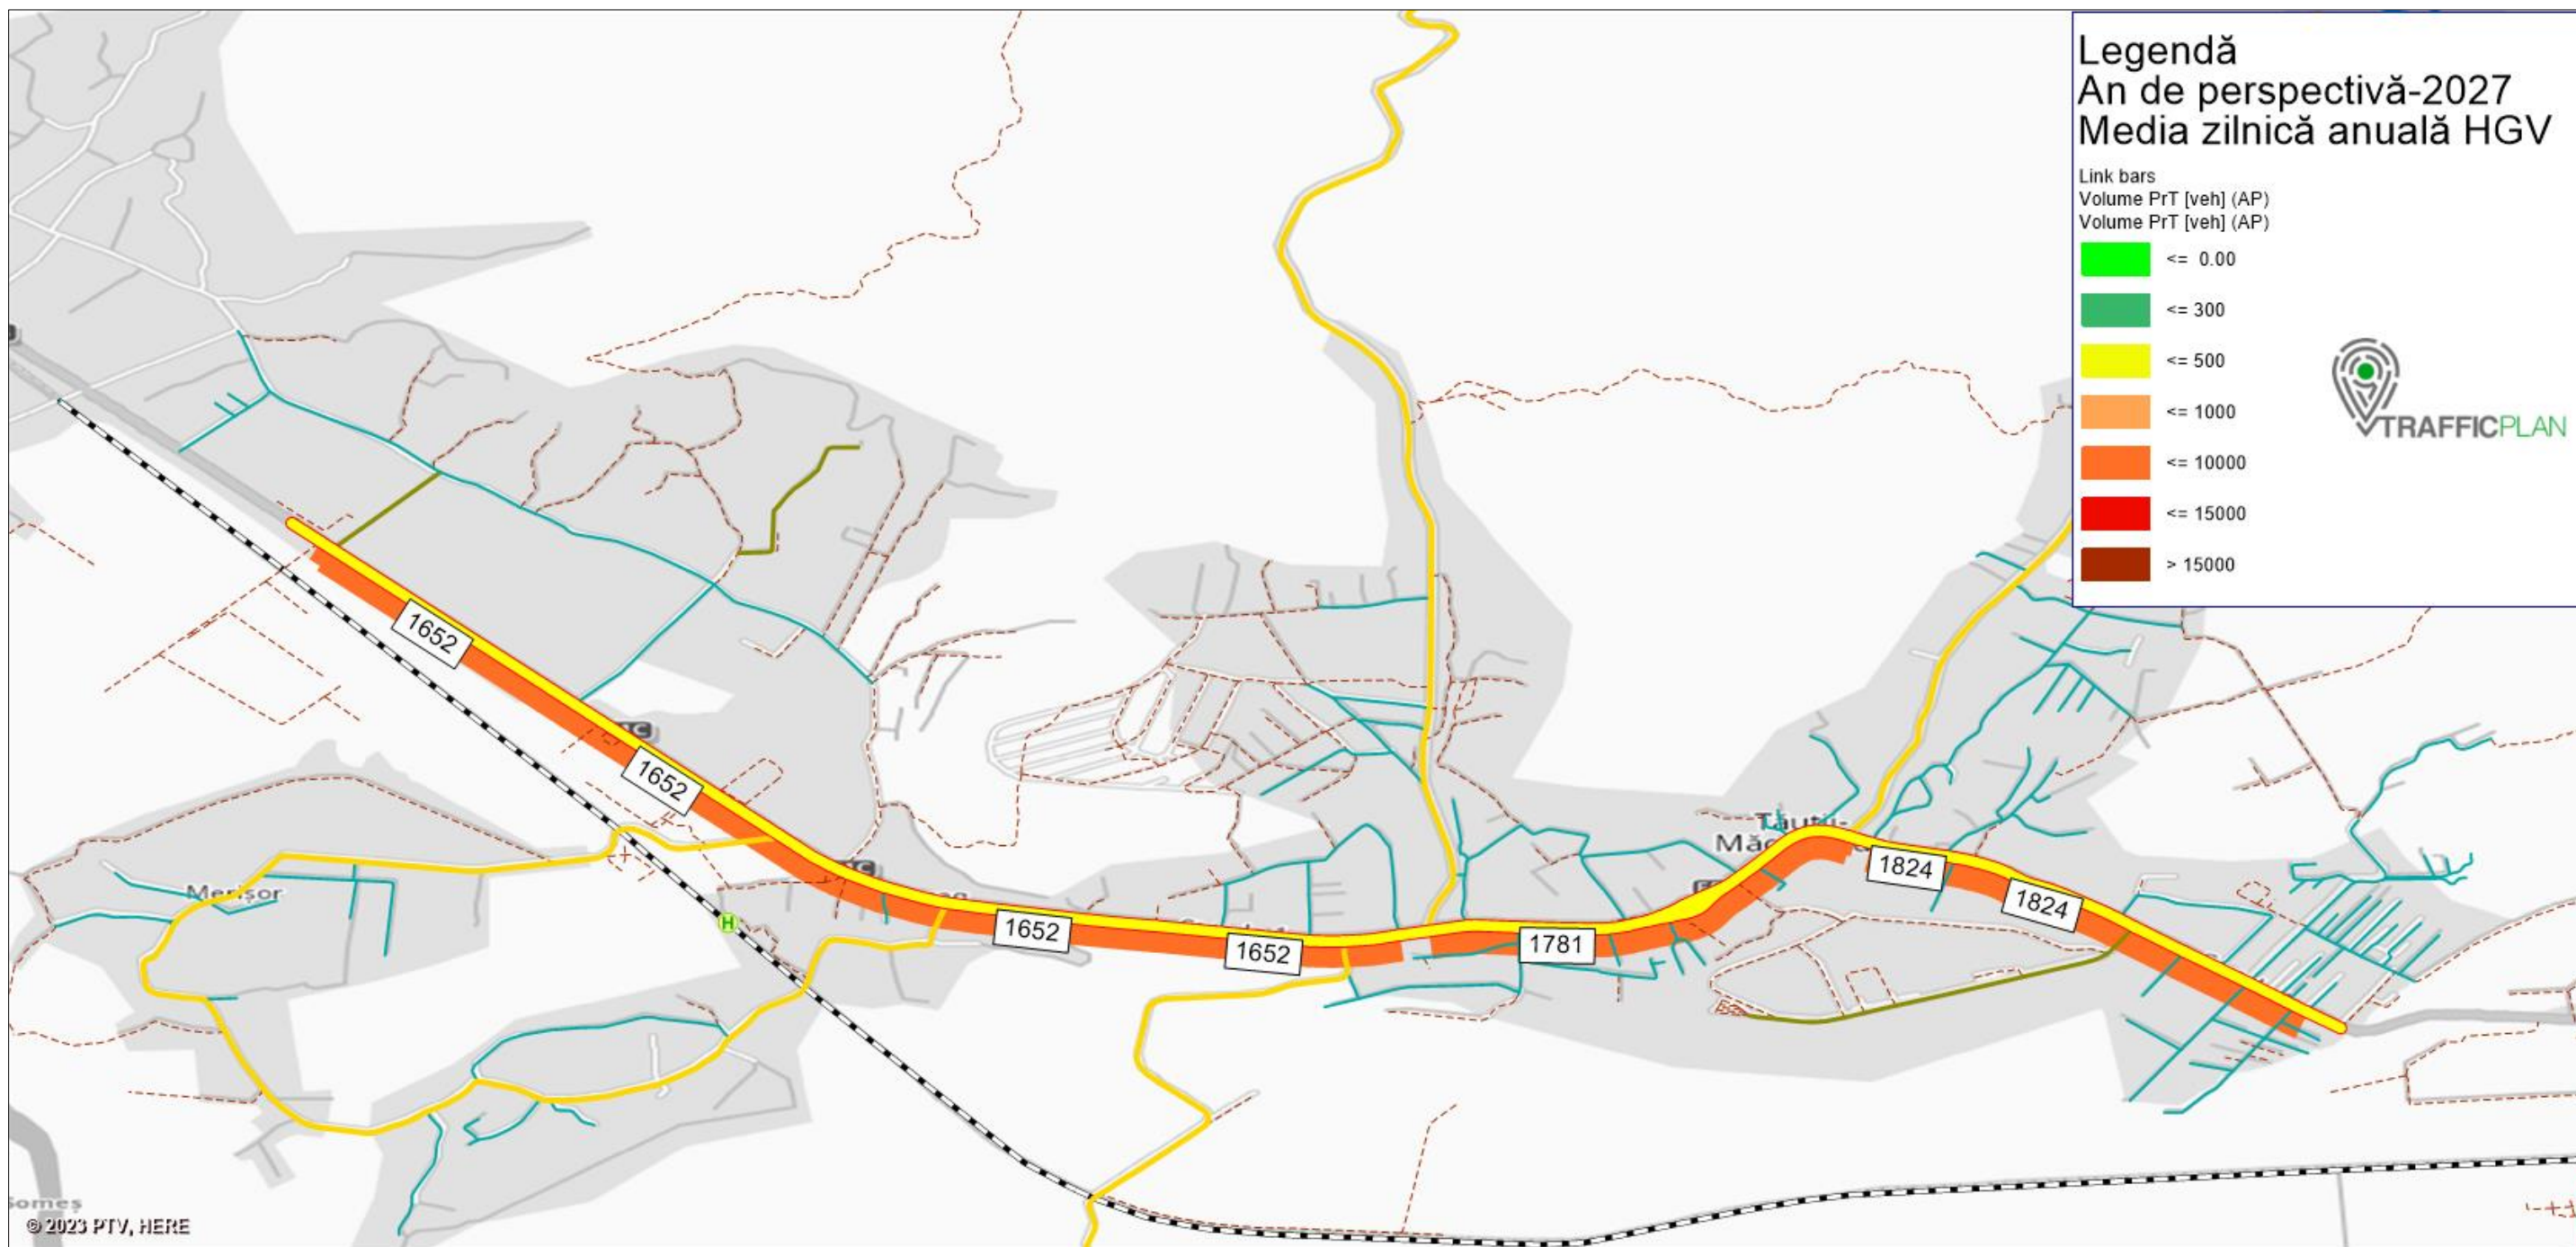 Legendă
An de perspectivă-2027
Media zilnică anuală HGV
Link bars
Volume PrT [veh] (AP)
Volume PrT [veh] (AP)
<= 0.00
<= 300
<= 500
<= 1000
<= 10000
<= 15000
> 15000
TRAFFICPLAN
1652
1652
1652
1652
1781
1824
1824
Tăuții-
Merișor
H
Someș
© 2023 PTV, HERE